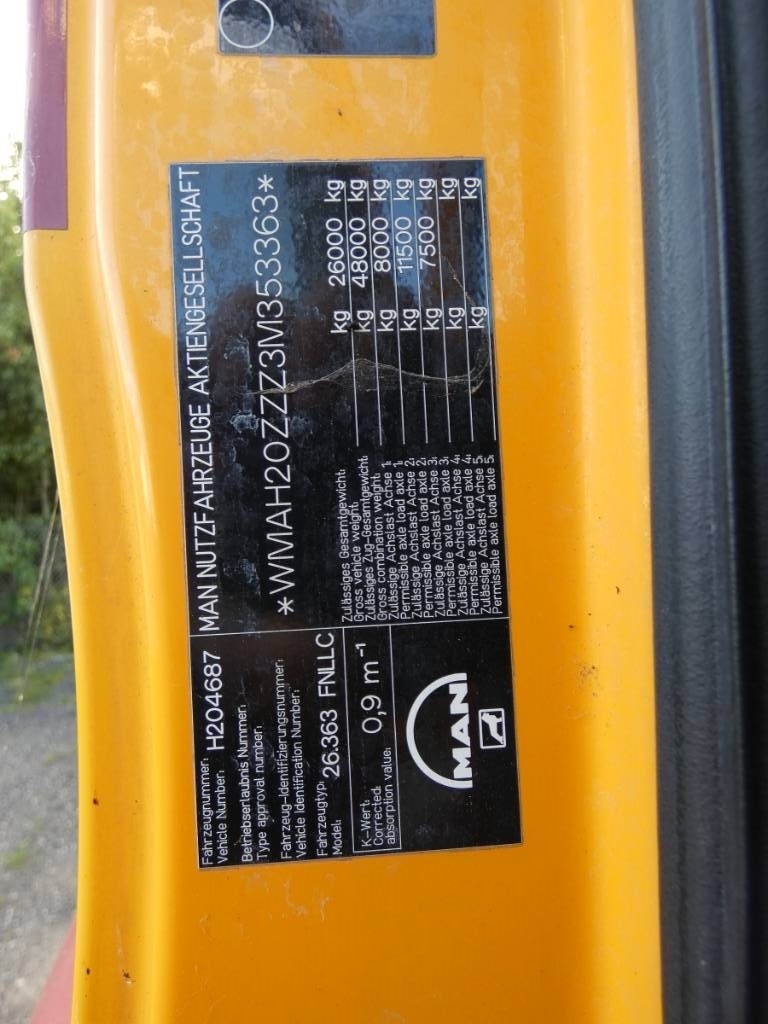 Fahrzeugnummer: H204687 MAN NUTZFAHRZEUGE AKTIENGESELLSCHAFT
Vehicle Number:
Betriebserlaubnis Nummer:
Type approval number:
Fahrzeug-Identifizierungsnummer: *WMAH20ZZZ3M353363*
Vehicle Identification Number:
Fahrzeugtyp: 26.363 FNLLC
Model:
K-Wert: 0,9 m⁻¹
Corrected
absorption value:
MAN
Zulässiges Gesamtgewicht: kg 26000 kg
Gross vehicle weight:
Zulässiges Zug-Gesamtgewicht: kg 48000 kg
Gross combination weight:
Zulässige Achslast Achse 1: kg 8000 kg
Permissible axle load axle 1:
Zulässige Achslast Achse 2: kg 11500 kg
Permissible axle load axle 2:
Zulässige Achslast Achse 3: kg 7500 kg
Permissible axle load axle 3:
Zulässige Achslast Achse 4: kg kg
Permissible axle load axle 4:
Zulässige Achslast Achse 5: kg kg
Permissible axle load axle 5: